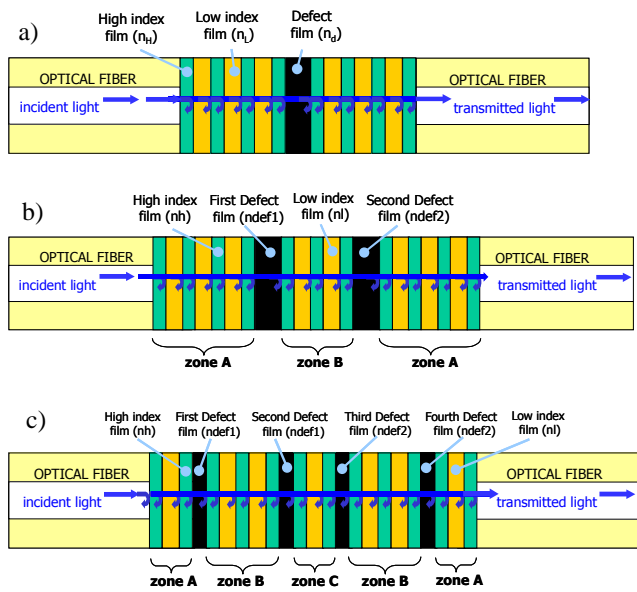 a)
High index
film (nH)
Low index
film (nL)
Defect
film (nd)
OPTICAL FIBER
OPTICAL FIBER
incident light
transmitted light
b)
High index
film (nh)
First Defect
film (ndef1)
Low index
film (nl)
Second Defect
film (ndef2)
OPTICAL FIBER
OPTICAL FIBER
incident light
transmitted light
zone A
zone B
zone A
c)
High index
film (nh)
First Defect
film (ndef1)
Second Defect
film (ndef1)
Third Defect
film (ndef2)
Fourth Defect
film (ndef2)
Low index
film (nl)
OPTICAL FIBER
OPTICAL FIBER
incident light
transmitted light
zone A
zone B
zone C
zone B
zone A